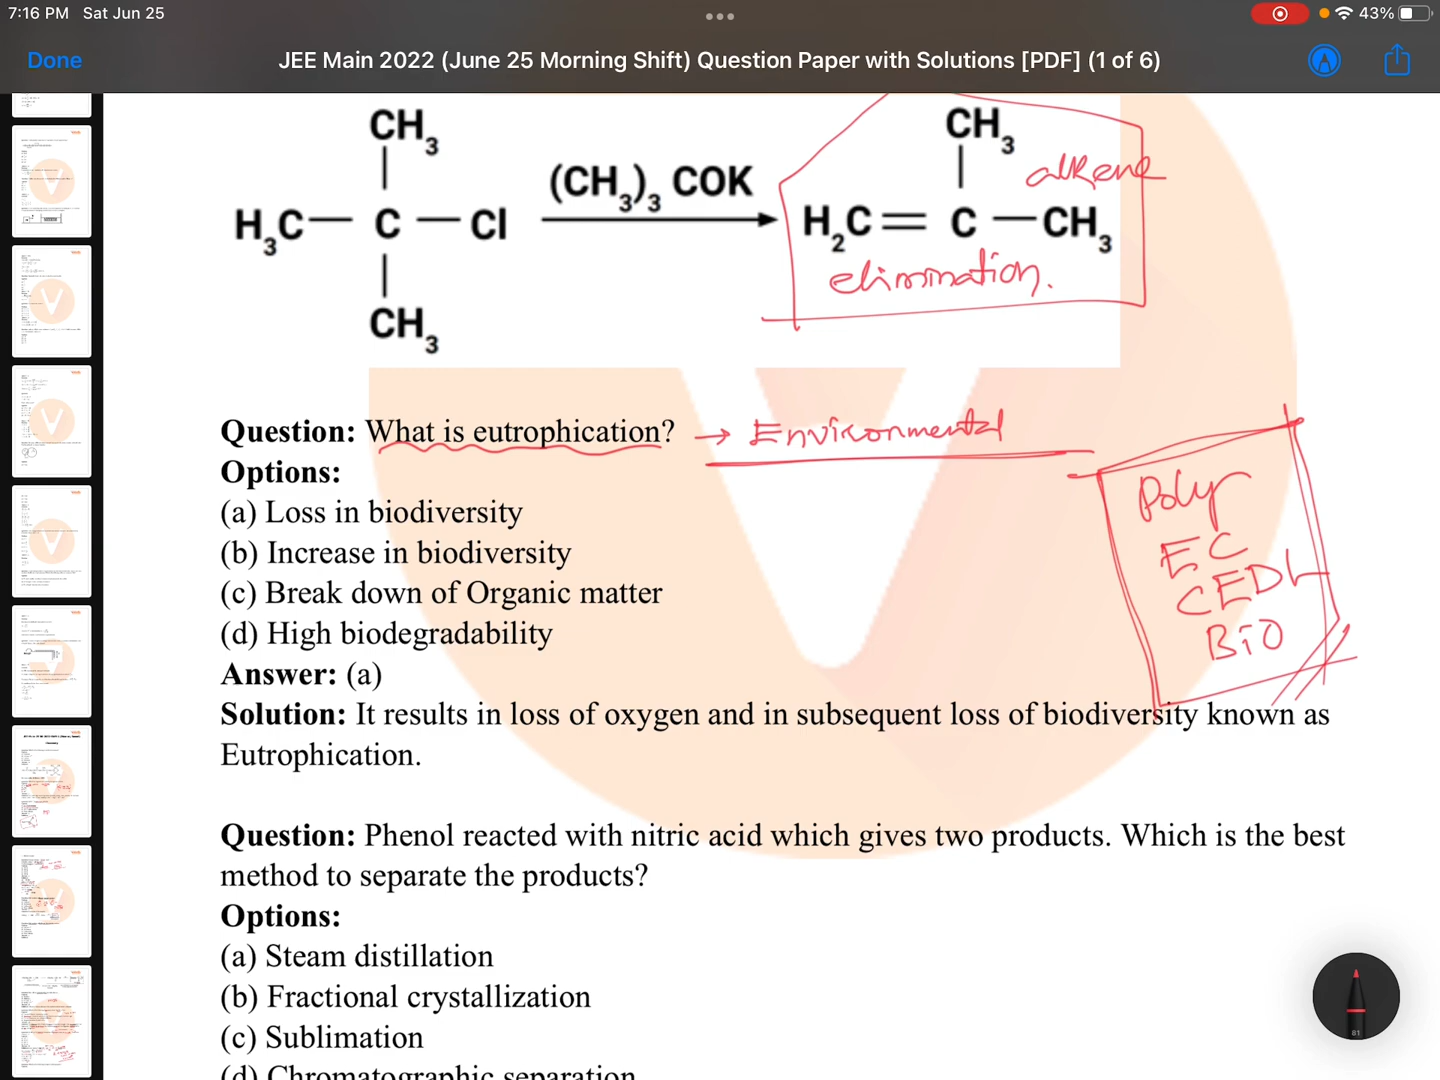 7:16 PM Sat Jun 25
43%
Done
JEE Main 2022 (June 25 Morning Shift) Question Paper with Solutions [PDF] (1 of 6)
CH3
H3C — C — Cl
CH3
(CH3)3 COK
CH3
alkene
H2C = C — CH3
elimination.
Question: What is eutrophication? → Environmental
Options:
(a) Loss in biodiversity
(b) Increase in biodiversity
(c) Break down of Organic matter
(d) High biodegradability
Poly
EC
CEDL
BiO
Answer: (a)
Solution: It results in loss of oxygen and in subsequent loss of biodiversity known as
Eutrophication.
Question: Phenol reacted with nitric acid which gives two products. Which is the best
method to separate the products?
Options:
(a) Steam distillation
(b) Fractional crystallization
(c) Sublimation
(d) Chromatographic separation
81